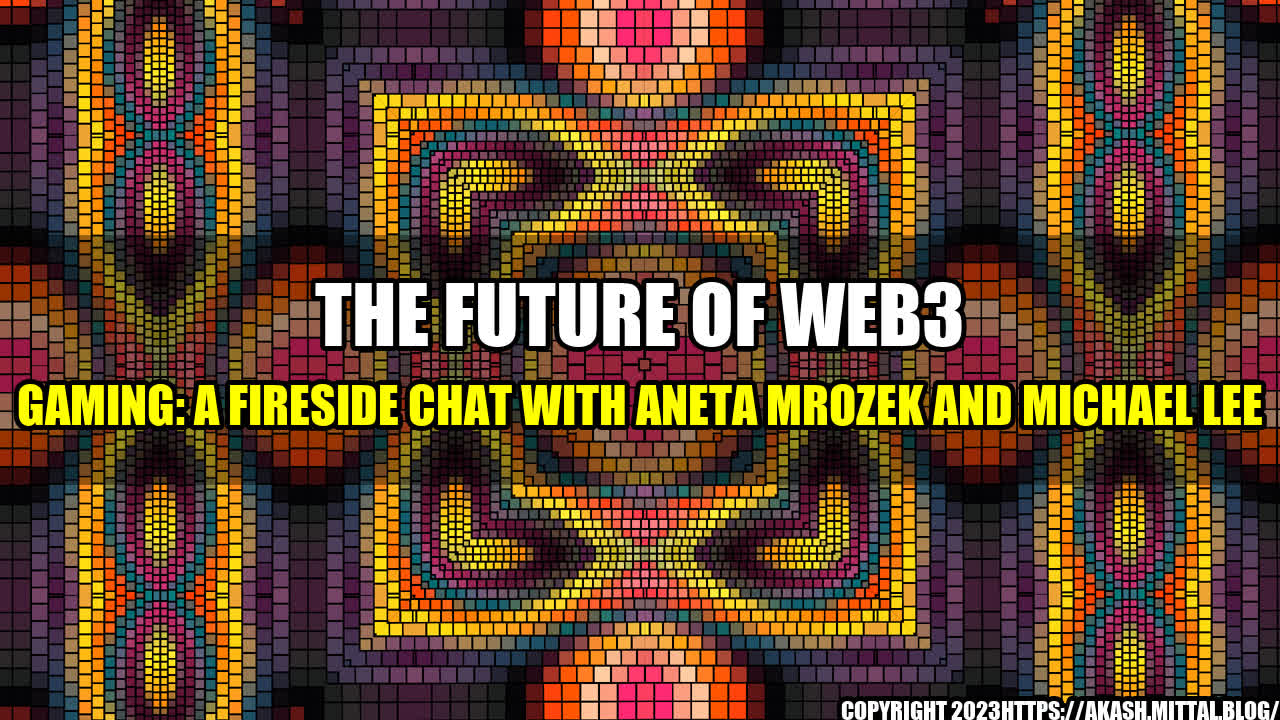 THE FUTURE OF WEB3
GAMING: A FIRESIDE CHAT WITH ANETA MROZEK AND MICHAEL LEE
COPYRIGHT 2023HTTPS://AKASH.MITTAL.BLOG/